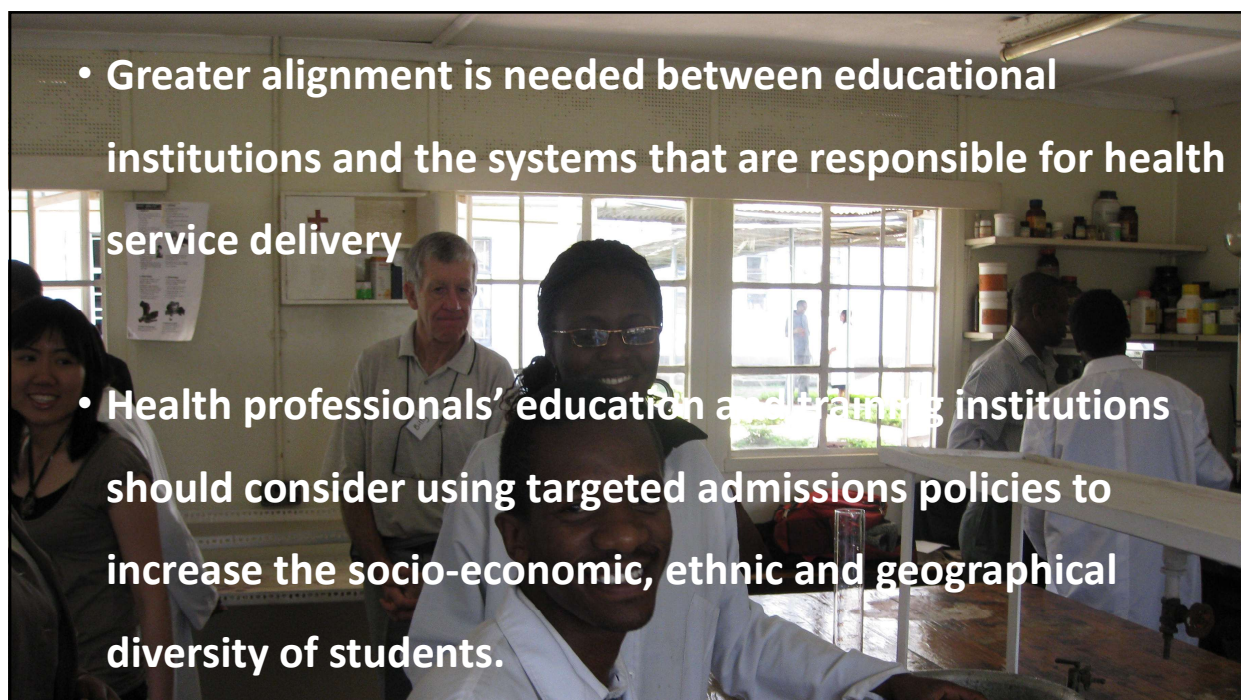 • Greater alignment is needed between educational
institutions and the systems that are responsible for health
service delivery
• Health professionals’ education and training institutions
should consider using targeted admissions policies to
increase the socio-economic, ethnic and geographical
diversity of students.